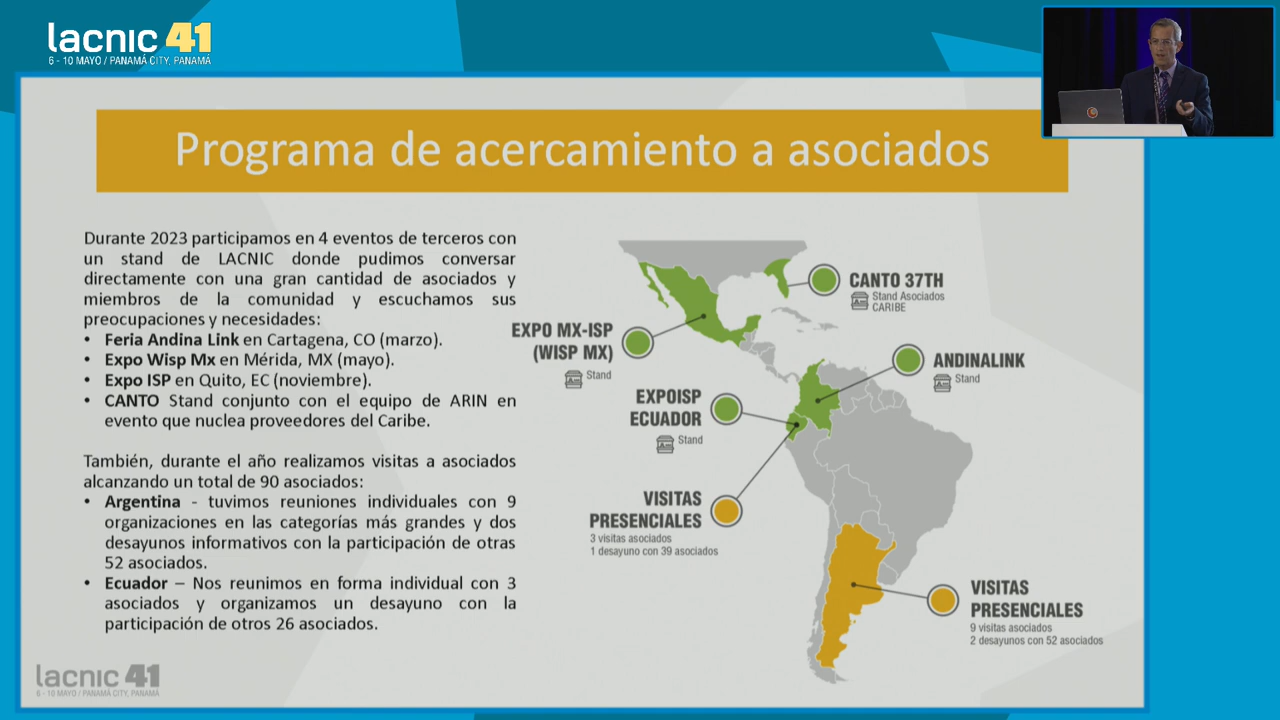 lacnic 41
6 - 10 MAYO / PANAMÁ CITY, PANAMÁ
Programa de acercamiento a asociados
Durante 2023 participamos en 4 eventos de terceros con
un stand de LACNIC donde pudimos conversar
directamente con una gran cantidad de asociados y
miembros de la comunidad y escuchamos sus
preocupaciones y necesidades:
• Feria Andina Link en Cartagena, CO (marzo).
• Expo Wisp Mx en Mérida, MX (mayo).
• Expo ISP en Quito, EC (noviembre).
• CANTO Stand conjunto con el equipo de ARIN en
evento que nuclea proveedores del Caribe.
También, durante el año realizamos visitas a asociados
alcanzando un total de 90 asociados:
• Argentina - tuvimos reuniones individuales con 9
organizaciones en las categorías más grandes y dos
desayunos informativos con la participación de otras
52 asociados.
• Ecuador – Nos reunimos en forma individual con 3
asociados y organizamos un desayuno con la
participación de otros 26 asociados.
CANTO 37TH
Stand Asociados
CARIBE
EXPO MX-ISP
(WISP MX)
Stand
ANDINALINK
Stand
EXPOISP
ECUADOR
Stand
VISITAS
PRESENCIALES
3 visitas asociados
1 desayuno con 39 asociados
VISITAS
PRESENCIALES
9 visitas asociados
2 desayunos con 52 asociados
lacnic 41
6 - 10 MAYO / PANAMÁ CITY, PANAMÁ